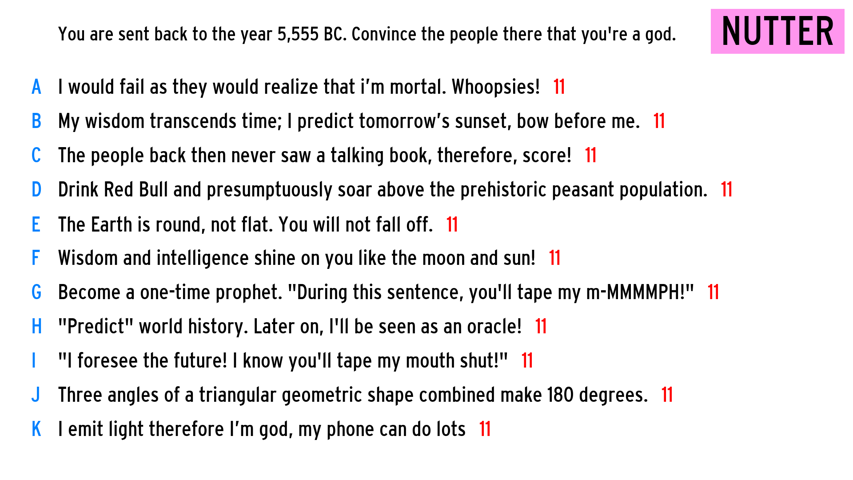 You are sent back to the year 5,555 BC. Convince the people there that you're a god.
NUTTER
A I would fail as they would realize that i’m mortal. Whoopsies! 11
B My wisdom transcends time; I predict tomorrow’s sunset, bow before me. 11
C The people back then never saw a talking book, therefore, score! 11
D Drink Red Bull and presumptuously soar above the prehistoric peasant population. 11
E The Earth is round, not flat. You will not fall off. 11
F Wisdom and intelligence shine on you like the moon and sun! 11
G Become a one-time prophet. "During this sentence, you'll tape my m-MMMMPH!" 11
H "Predict" world history. Later on, I'll be seen as an oracle! 11
I "I foresee the future! I know you'll tape my mouth shut!" 11
J Three angles of a triangular geometric shape combined make 180 degrees. 11
K I emit light therefore I’m god, my phone can do lots 11